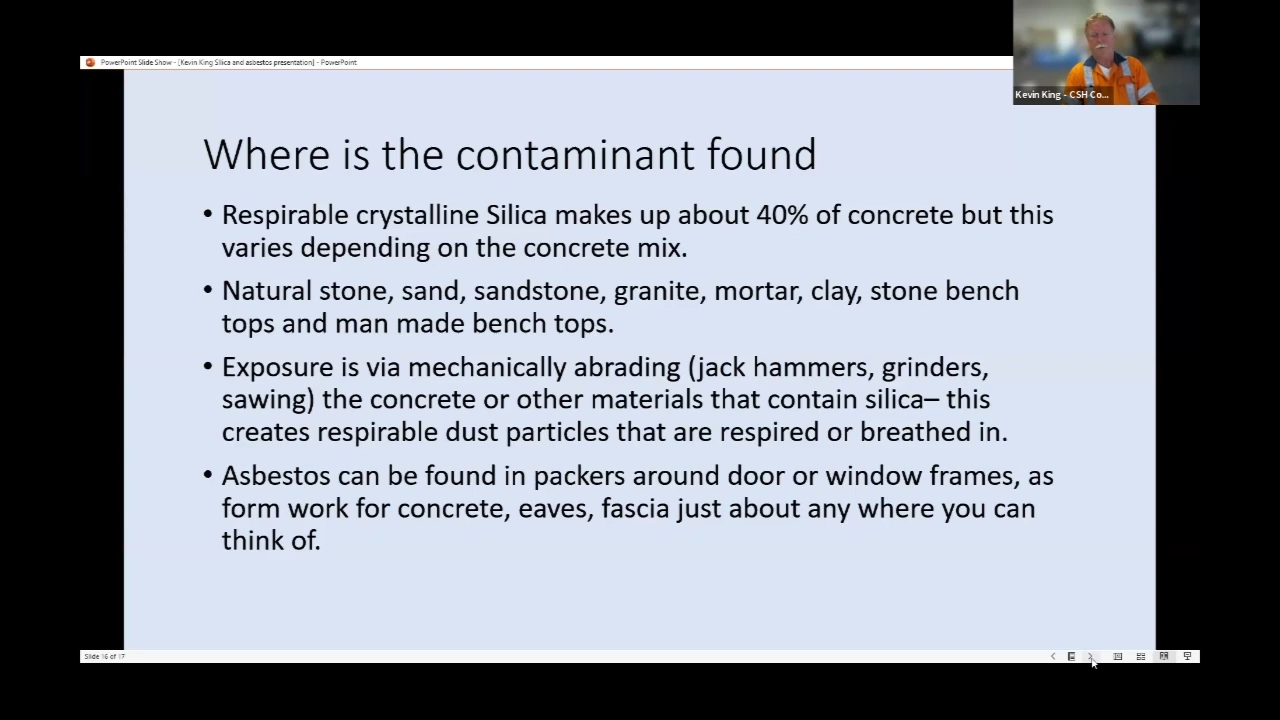 PowerPoint Slide Show - [Kevin King Silica and asbestos presentation] - PowerPoint
Kevin King - CSH Co...
Where is the contaminant found
• Respirable crystalline Silica makes up about 40% of concrete but this
varies depending on the concrete mix.
• Natural stone, sand, sandstone, granite, mortar, clay, stone bench
tops and man made bench tops.
• Exposure is via mechanically abrading (jack hammers, grinders,
sawing) the concrete or other materials that contain silica– this
creates respirable dust particles that are respired or breathed in.
• Asbestos can be found in packers around door or window frames, as
form work for concrete, eaves, fascia just about any where you can
think of.
Slide 16 of 17